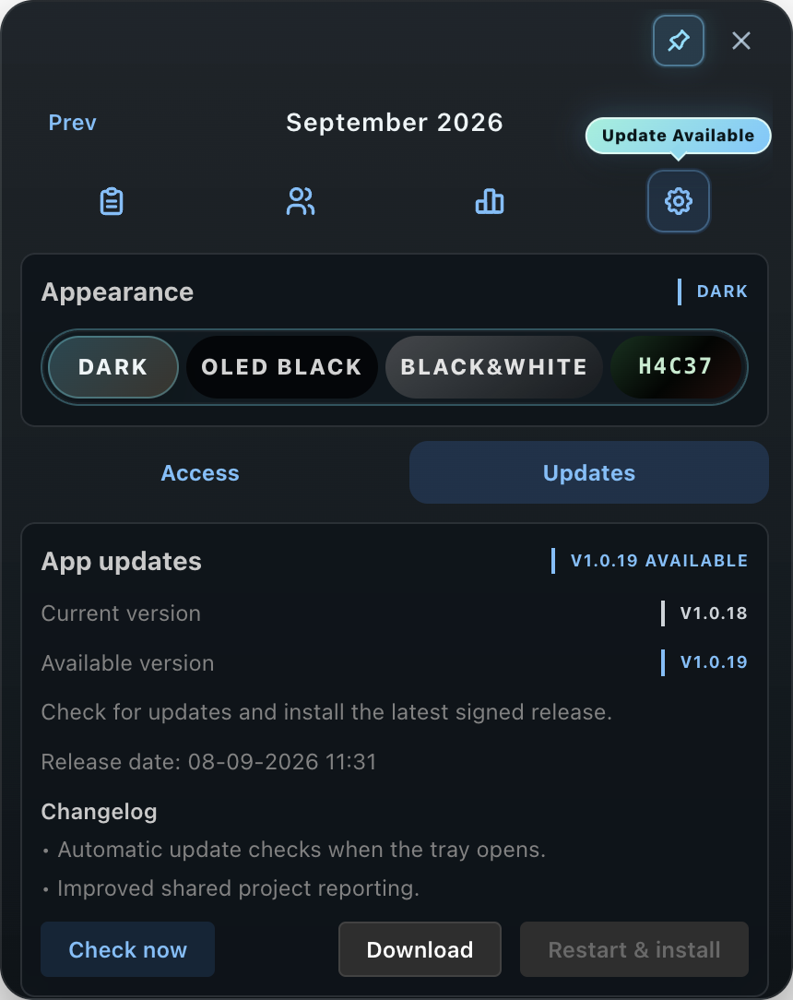 Prev
September 2026
Update Available
Appearance
DARK
DARK
OLED BLACK
BLACK&WHITE
H4C37
Access
Updates
App updates
V1.0.19 AVAILABLE
Current version
V1.0.18
Available version
V1.0.19
Check for updates and install the latest signed release.
Release date: 08-09-2026 11:31
Changelog
• Automatic update checks when the tray opens.
• Improved shared project reporting.
Check now
Download
Restart & install